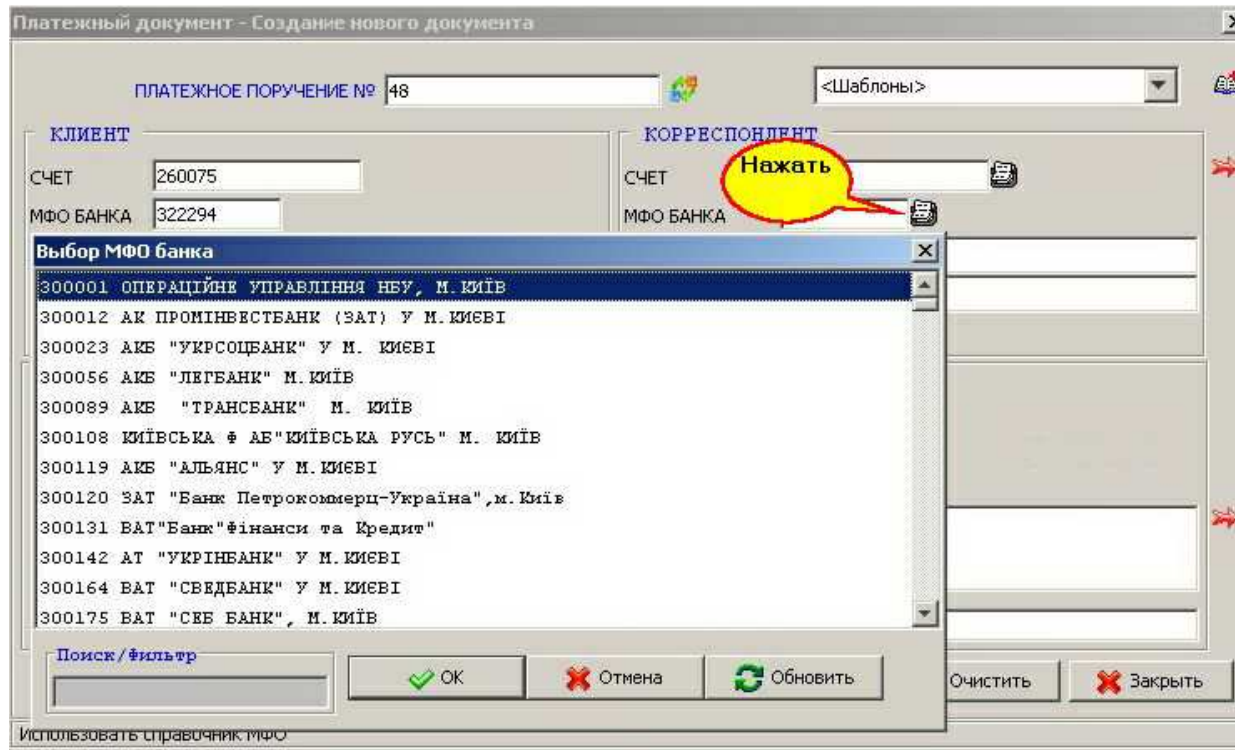 Платежный документ - Создание нового документа
ПЛАТЕЖНОЕ ПОРУЧЕНИЕ № 48
<Шаблоны>
КЛИЕНТ
КОРРЕСПОНДЕНТ
Нажать
СЧЕТ 260075
СЧЕТ
МФО БАНКА 322294
МФО БАНКА
Выбор МФО банка
300001 ОПЕРАЦІЙНЕ УПРАВЛІННЯ НБУ, М.КИЇВ
300012 АК ПРОМІНВЕСТБАНК (ЗАТ) У М.КИЄВІ
300023 АКБ "УКРСОЦБАНК" У М. КИЄВІ
300056 АКБ "ЛЕГБАНК" М.КИЇВ
300089 АКБ "ТРАНСБАНК" М. КИЇВ
300108 КИЇВСЬКА Ф АБ"КИЇВСЬКА РУСЬ" М. КИЇВ
300119 АКБ "АЛЬЯНС" У М.КИЄВІ
300120 ЗАТ "Банк Петрокоммерц-Україна",м.Київ
300131 ВАТ"Банк"Фінанси та Кредит"
300142 АТ "УКРІНБАНК" У М.КИЄВІ
300164 ВАТ "СВЕДБАНК" У М.КИЄВІ
300175 ВАТ "СЕБ БАНК", М.КИЇВ
Поиск/Фильтр
OK
Отмена
Обновить
Очистить
Закрыть
Использовать справочник МФО